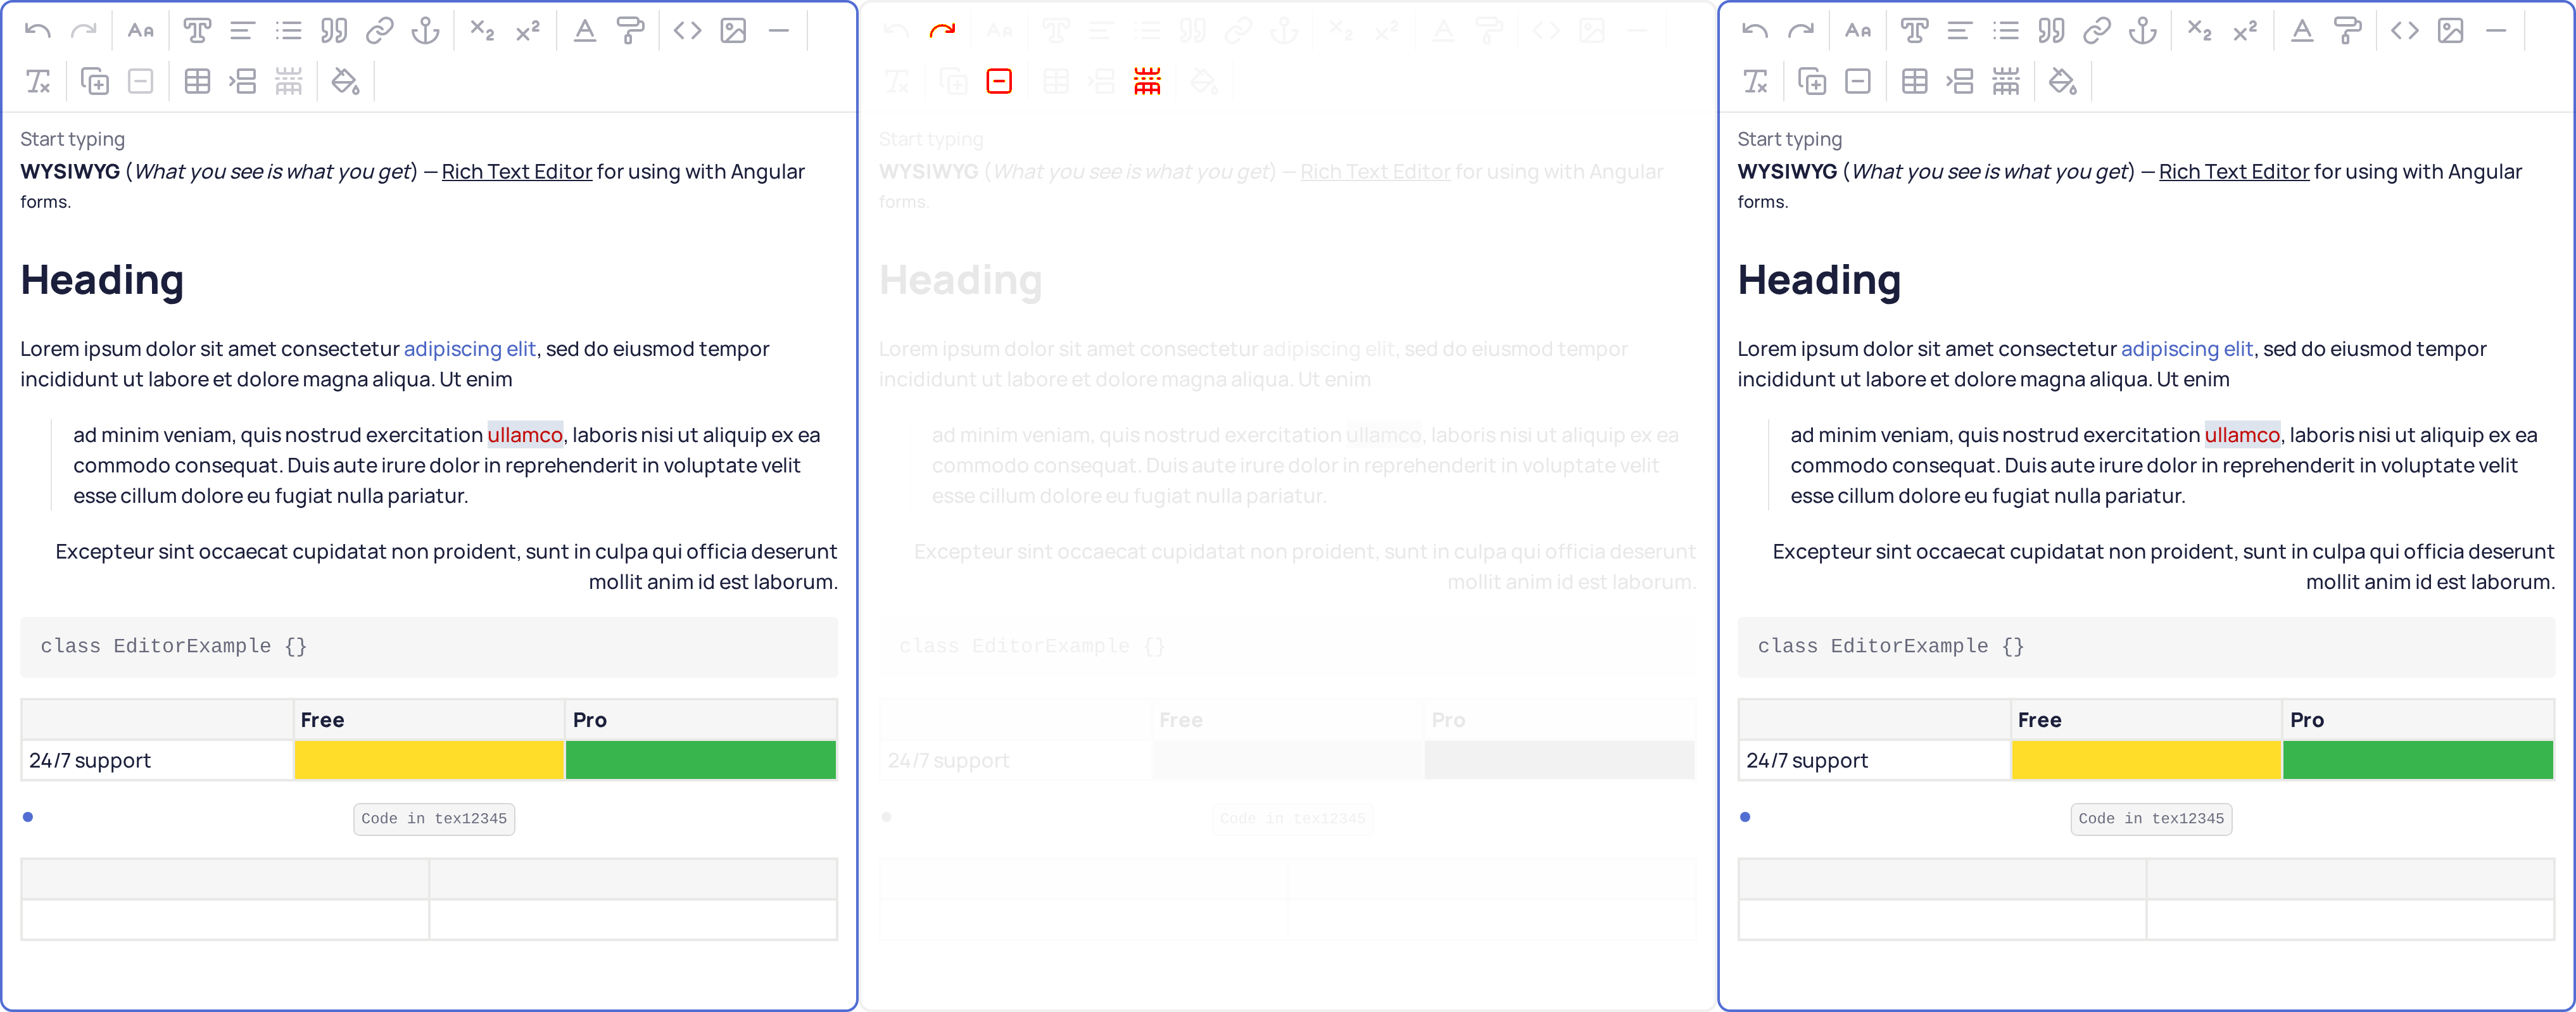 Start typing
WYSIWYG (What you see is what you get) — Rich Text Editor for using with Angular
forms.
Heading
Lorem ipsum dolor sit amet consectetur adipiscing elit, sed do eiusmod tempor
incididunt ut labore et dolore magna aliqua. Ut enim
ad minim veniam, quis nostrud exercitation ullamco, laboris nisi ut aliquip ex ea
commodo consequat. Duis aute irure dolor in reprehenderit in voluptate velit
esse cillum dolore eu fugiat nulla pariatur.
Excepteur sint occaecat cupidatat non proident, sunt in culpa qui officia deserunt
mollit anim id est laborum.
class EditorExample {}
Free Pro
24/7 support
Code in tex12345
Start typing
WYSIWYG (What you see is what you get) — Rich Text Editor for using with Angular
forms.
Heading
Lorem ipsum dolor sit amet consectetur adipiscing elit, sed do eiusmod tempor
incididunt ut labore et dolore magna aliqua. Ut enim
ad minim veniam, quis nostrud exercitation ullamco, laboris nisi ut aliquip ex ea
commodo consequat. Duis aute irure dolor in reprehenderit in voluptate velit
esse cillum dolore eu fugiat nulla pariatur.
Excepteur sint occaecat cupidatat non proident, sunt in culpa qui officia deserunt
mollit anim id est laborum.
class EditorExample {}
Free Pro
24/7 support
Code in tex12345
Start typing
WYSIWYG (What you see is what you get) — Rich Text Editor for using with Angular
forms.
Heading
Lorem ipsum dolor sit amet consectetur adipiscing elit, sed do eiusmod tempor
incididunt ut labore et dolore magna aliqua. Ut enim
ad minim veniam, quis nostrud exercitation ullamco, laboris nisi ut aliquip ex ea
commodo consequat. Duis aute irure dolor in reprehenderit in voluptate velit
esse cillum dolore eu fugiat nulla pariatur.
Excepteur sint occaecat cupidatat non proident, sunt in culpa qui officia deserunt
mollit anim id est laborum.
class EditorExample {}
Free Pro
24/7 support
Code in tex12345